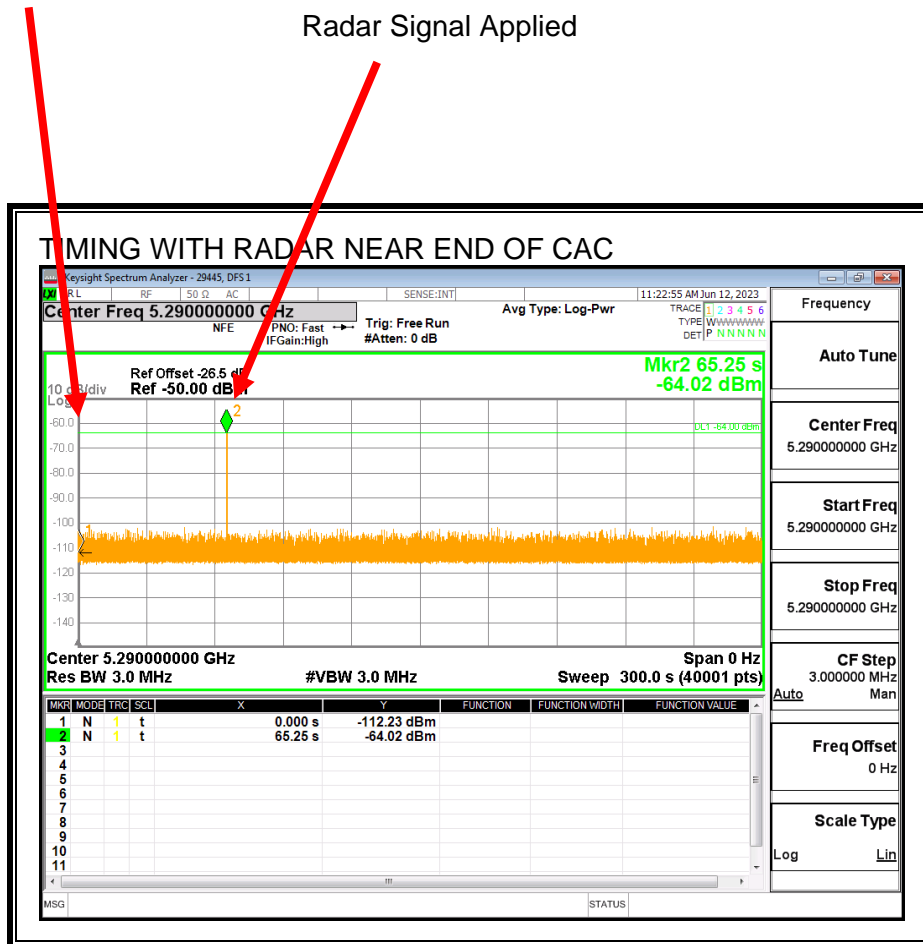 Radar Signal Applied
TIMING WITH RADAR NEAR END OF CAC
Keysight Spectrum Analyzer - 29445, DFS 1
LXI RL RF 50 Ω AC SENSE:INT 11:22:55 AM Jun 12, 2023
Center Freq 5.290000000 GHz Avg Type: Log-Pwr TRACE 1 2 3 4 5 6
NFE PNO: Fast Trig: Free Run TYPE WWWWWW
IFGain:High #Atten: 0 dB DET P N N N N N
Mkr2 65.25 s
-64.02 dBm
Ref Offset -26.5 dB
10 dB/div Ref -50.00 dBm
Log
2
-60.0
DL1 -64.00 dBm
-70.0
-80.0
-90.0
-100
1
-110
-120
-130
-140
Center 5.290000000 GHz Span 0 Hz
Res BW 3.0 MHz #VBW 3.0 MHz Sweep 300.0 s (40001 pts)
MKR MODE TRC SCL X Y FUNCTION FUNCTION WIDTH FUNCTION VALUE
1 N 1 t 0.000 s -112.23 dBm
2 N 1 t 65.25 s -64.02 dBm
3
4
5
6
7
8
9
10
11
MSG STATUS
Frequency
Auto Tune
Center Freq
5.290000000 GHz
Start Freq
5.290000000 GHz
Stop Freq
5.290000000 GHz
CF Step
3.000000 MHz
Auto Man
Freq Offset
0 Hz
Scale Type
Log Lin